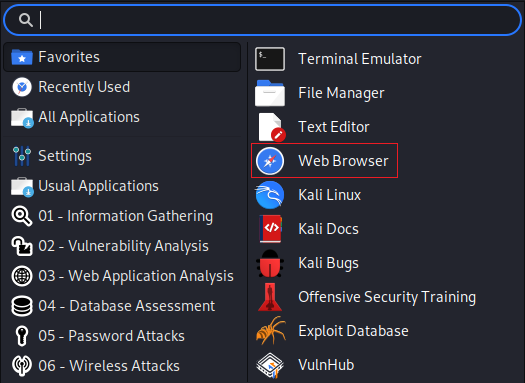 Favorites
Recently Used
All Applications
Settings
Usual Applications
01 - Information Gathering
02 - Vulnerability Analysis
03 - Web Application Analysis
04 - Database Assessment
05 - Password Attacks
06 - Wireless Attacks
$_
Terminal Emulator
File Manager
Text Editor
Web Browser
Kali Linux
</>
Kali Docs
Kali Bugs
Offensive Security Training
Exploit Database
VulnHub